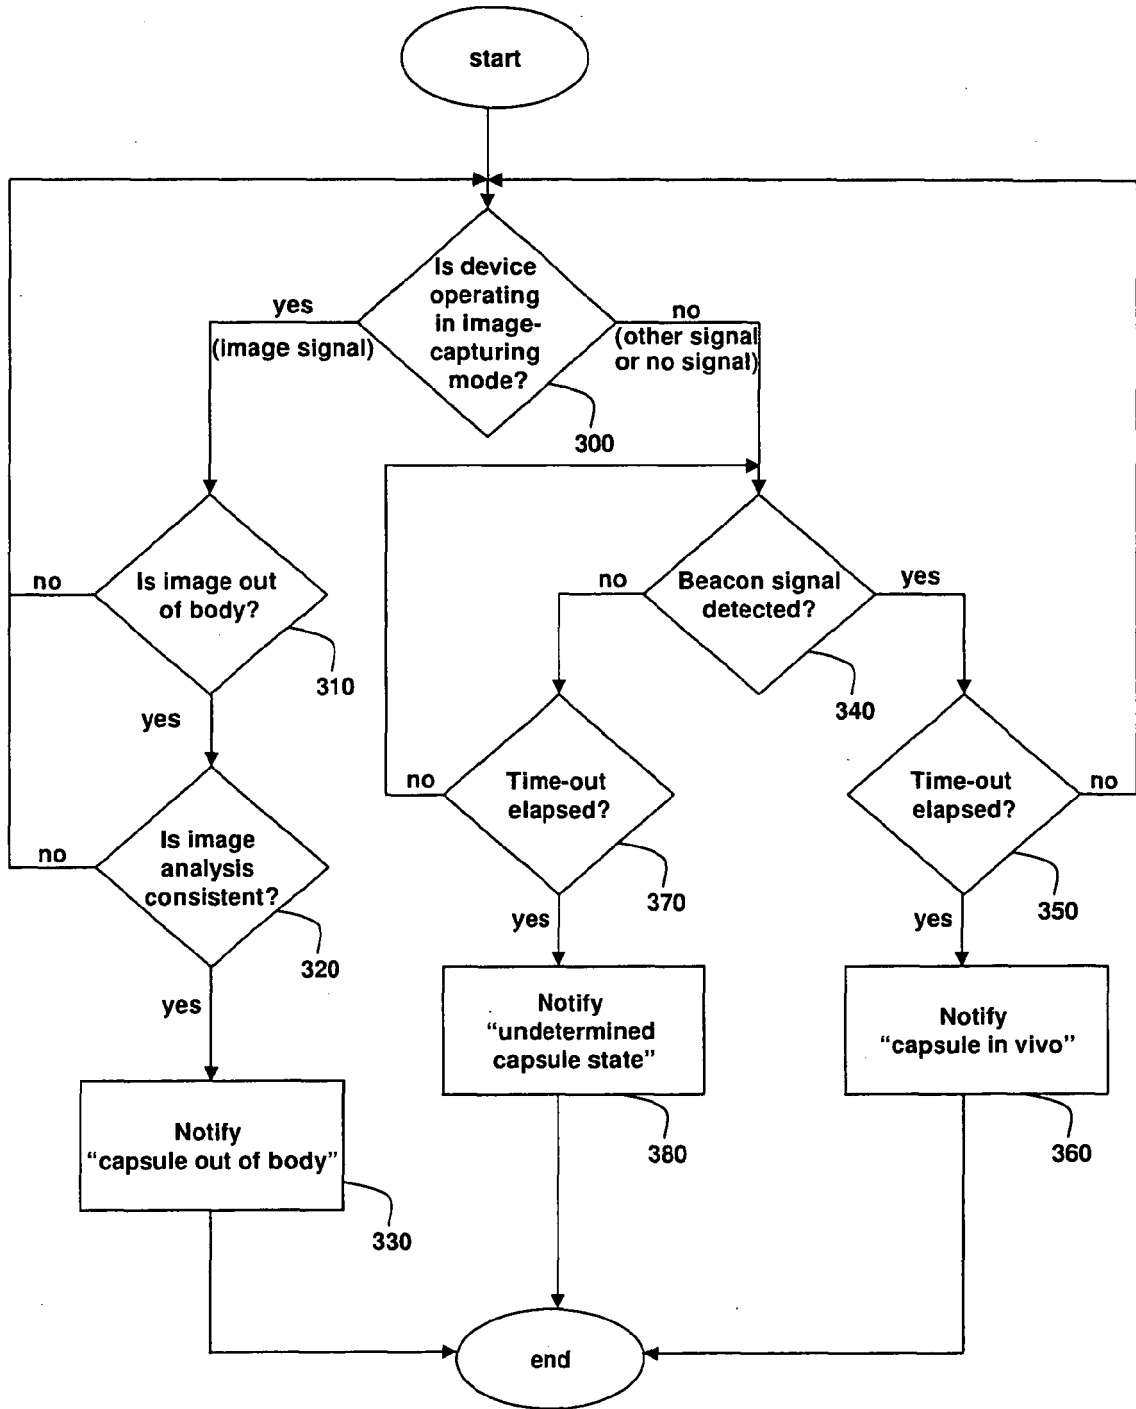 start
Is device
operating
in image-
capturing
mode?
yes
(image signal)
no
(other signal
or no signal)
300
Is image out
of body?
no
310
yes
Beacon signal
detected?
no
yes
340
Is image
analysis
consistent?
no
320
yes
Time-out
elapsed?
no
370
yes
Time-out
elapsed?
no
350
yes
Notify
“capsule out of body”
330
Notify
“undetermined
capsule state”
380
Notify
“capsule in vivo”
360
end